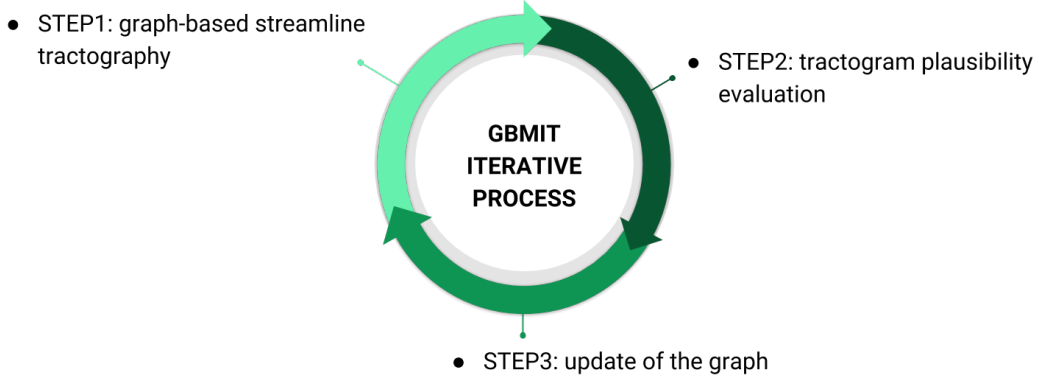 ● STEP1: graph-based streamline
tractography
● STEP2: tractogram plausibility
evaluation
GBMIT
ITERATIVE
PROCESS
● STEP3: update of the graph